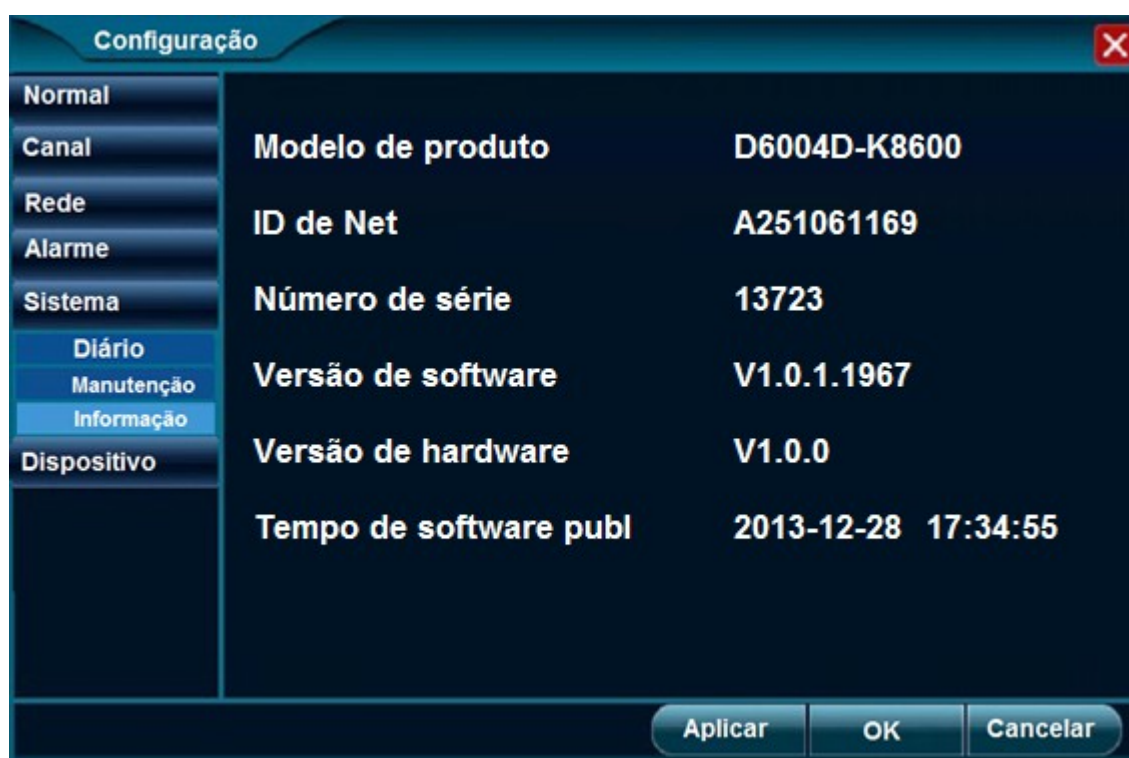 Configuração
Normal
Canal
Rede
Alarme
Sistema
Diário
Manutenção
Informação
Dispositivo
Modelo de produto D6004D-K8600
ID de Net A251061169
Número de série 13723
Versão de software V1.0.1.1967
Versão de hardware V1.0.0
Tempo de software publ 2013-12-28 17:34:55
Aplicar OK Cancelar